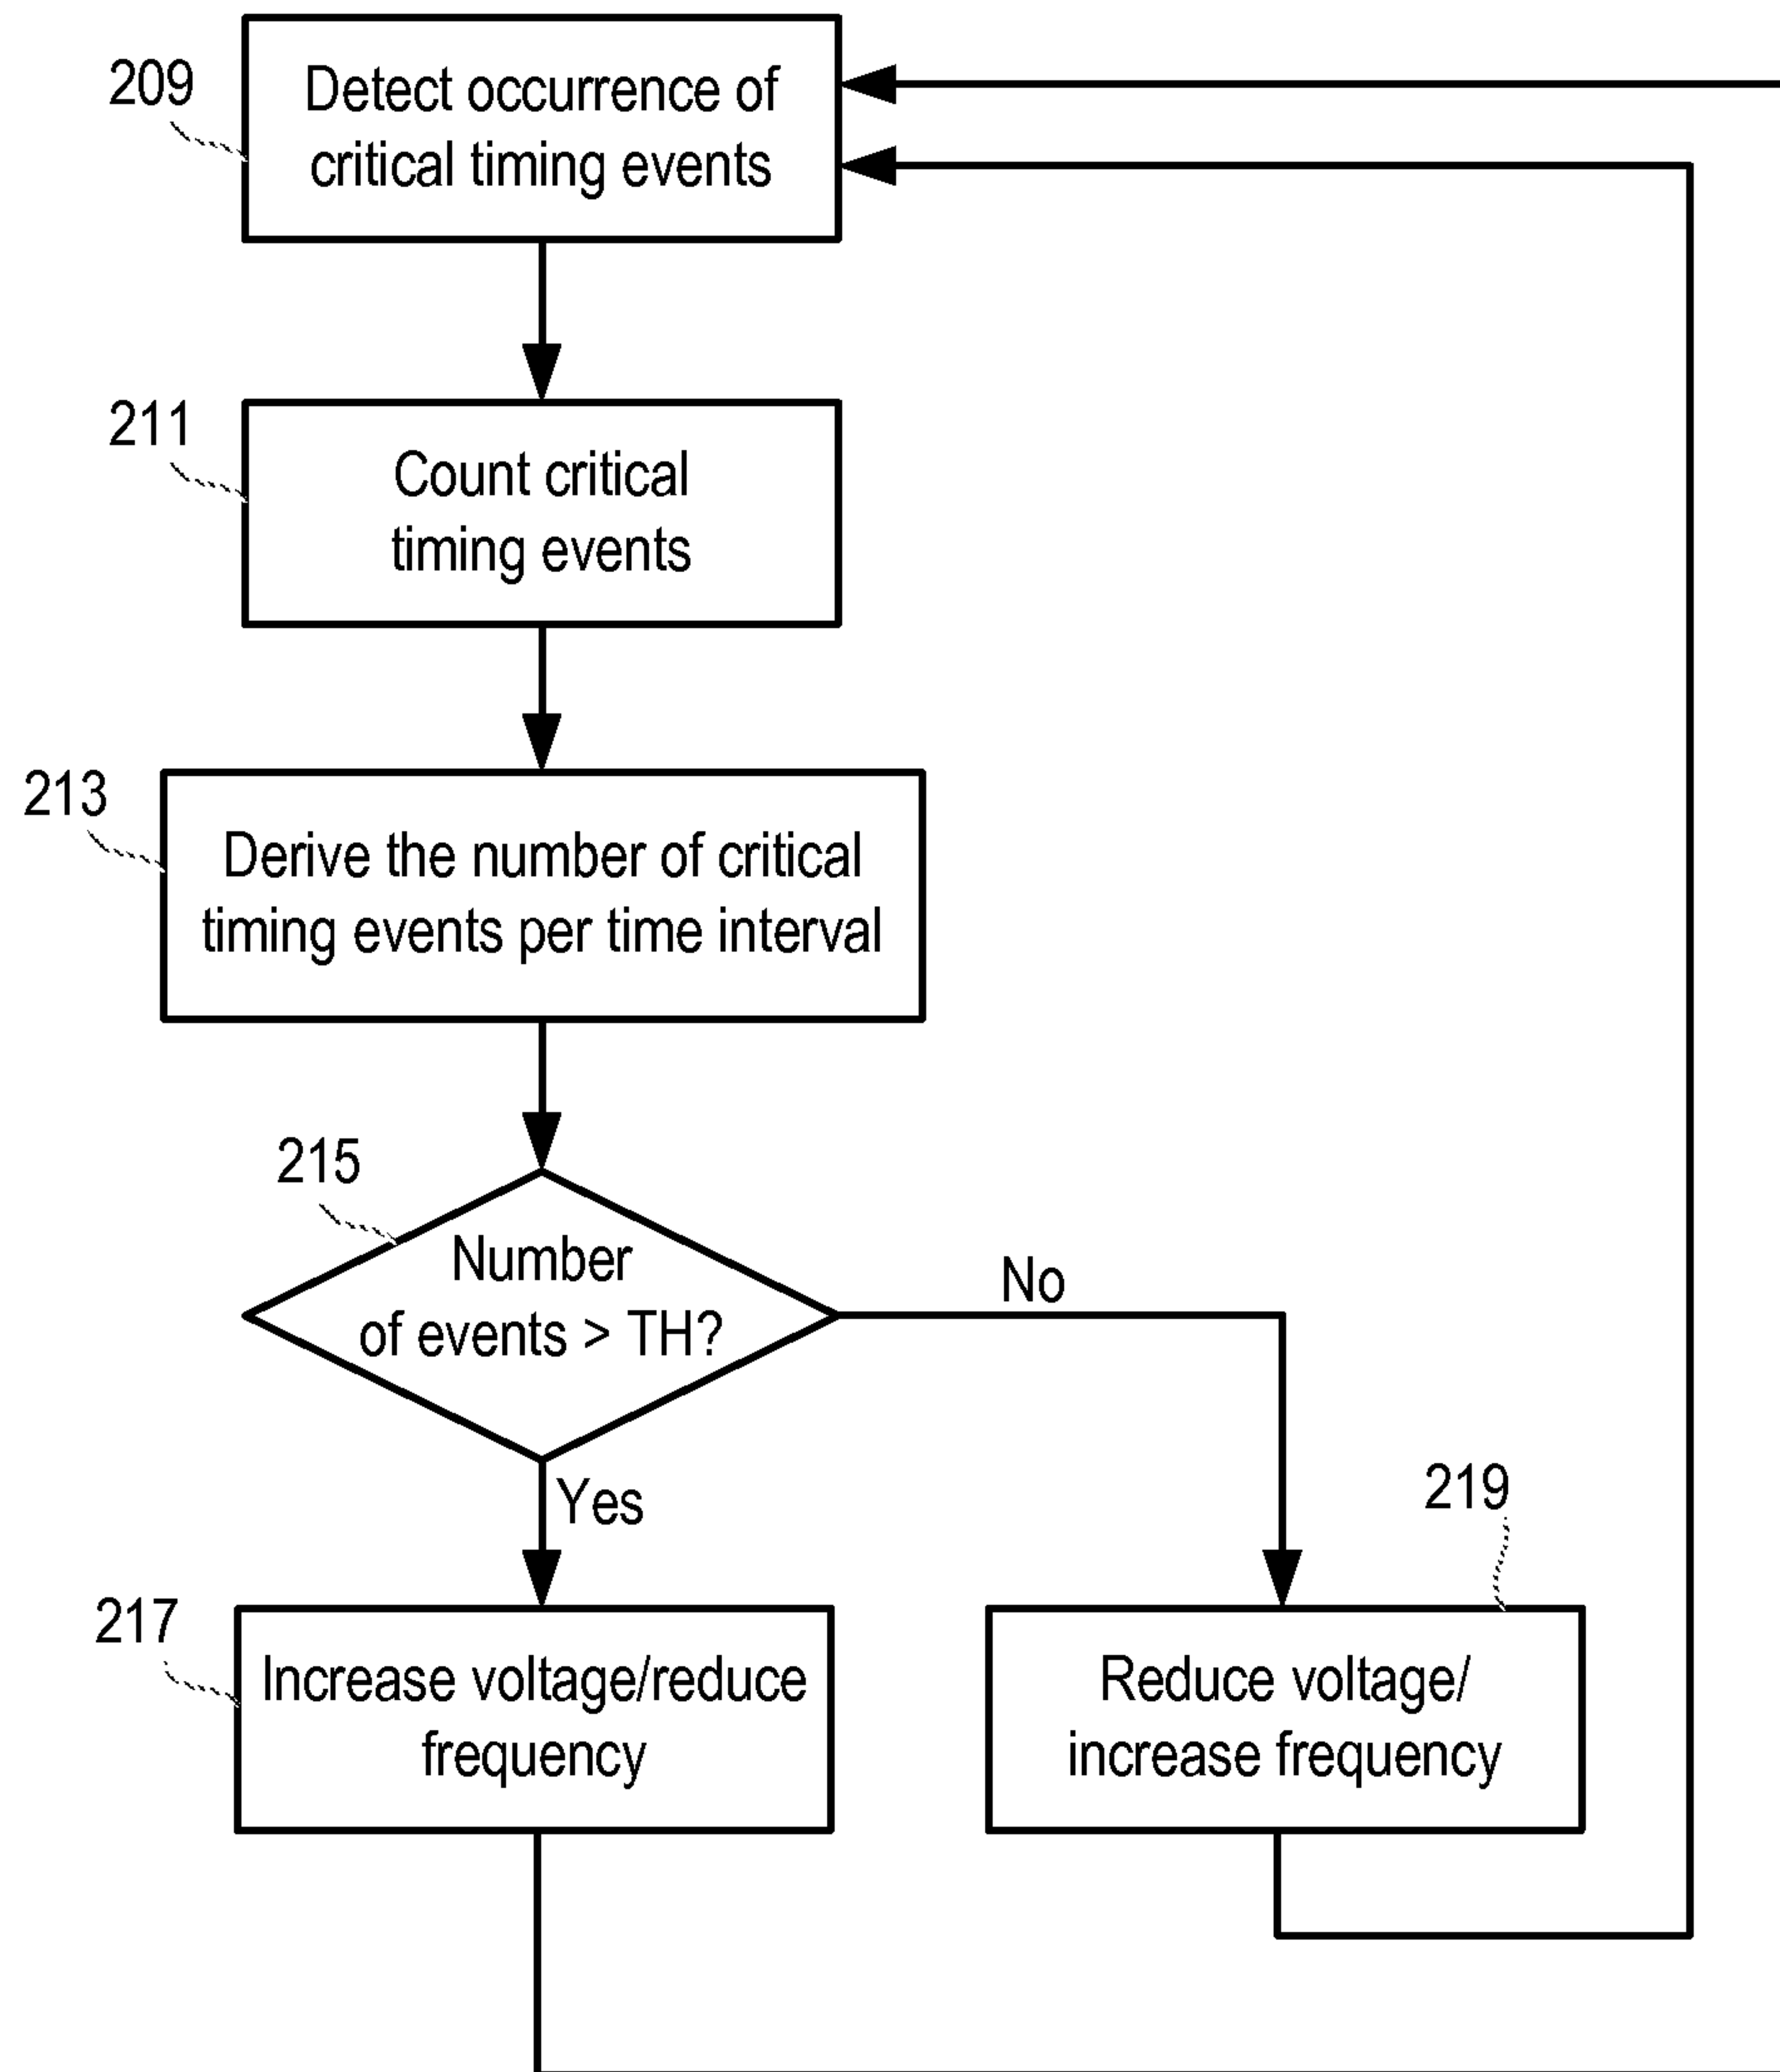 209
Detect occurrence of
critical timing events
211
Count critical
timing events
213
Derive the number of critical
timing events per time interval
215
Number
of events > TH?
No
Yes
219
217
Increase voltage/reduce
frequency
Reduce voltage/
increase frequency